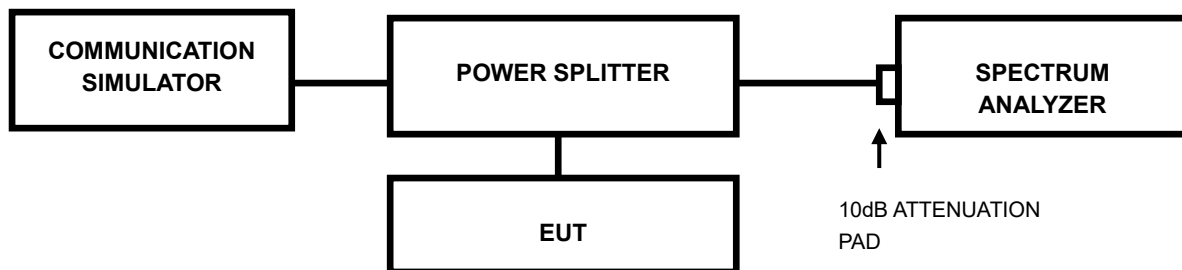 COMMUNICATION
SIMULATOR
POWER SPLITTER
SPECTRUM
ANALYZER
EUT
10dB ATTENUATION
PAD